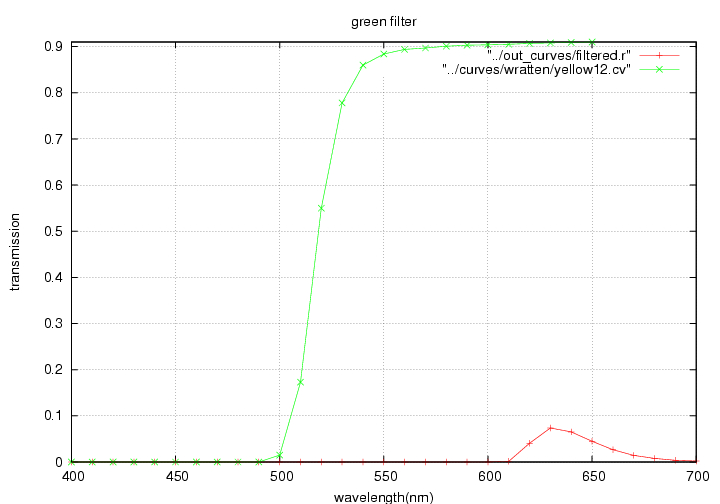 green filter
"../out_curves/filtered.r"
"../curves/wratten/yellow12.cv"
0.9
0.8
0.7
0.6
0.5
0.4
0.3
0.2
0.1
0
transmission
400 450 500 550 600 650 700
wavelength(nm)